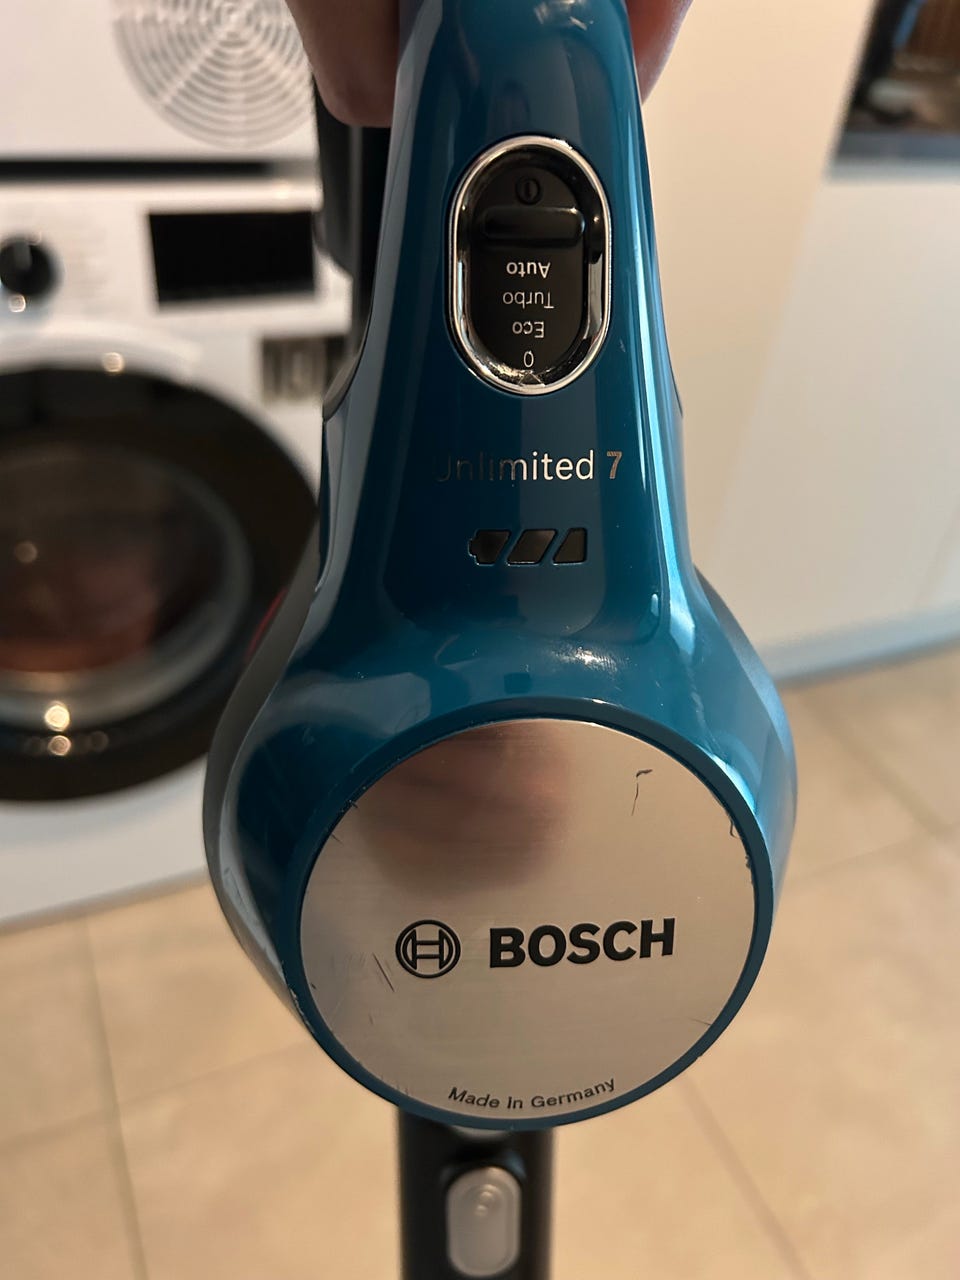 Auto
Turbo
Eco
0
Unlimited 7
BOSCH
Made In Germany